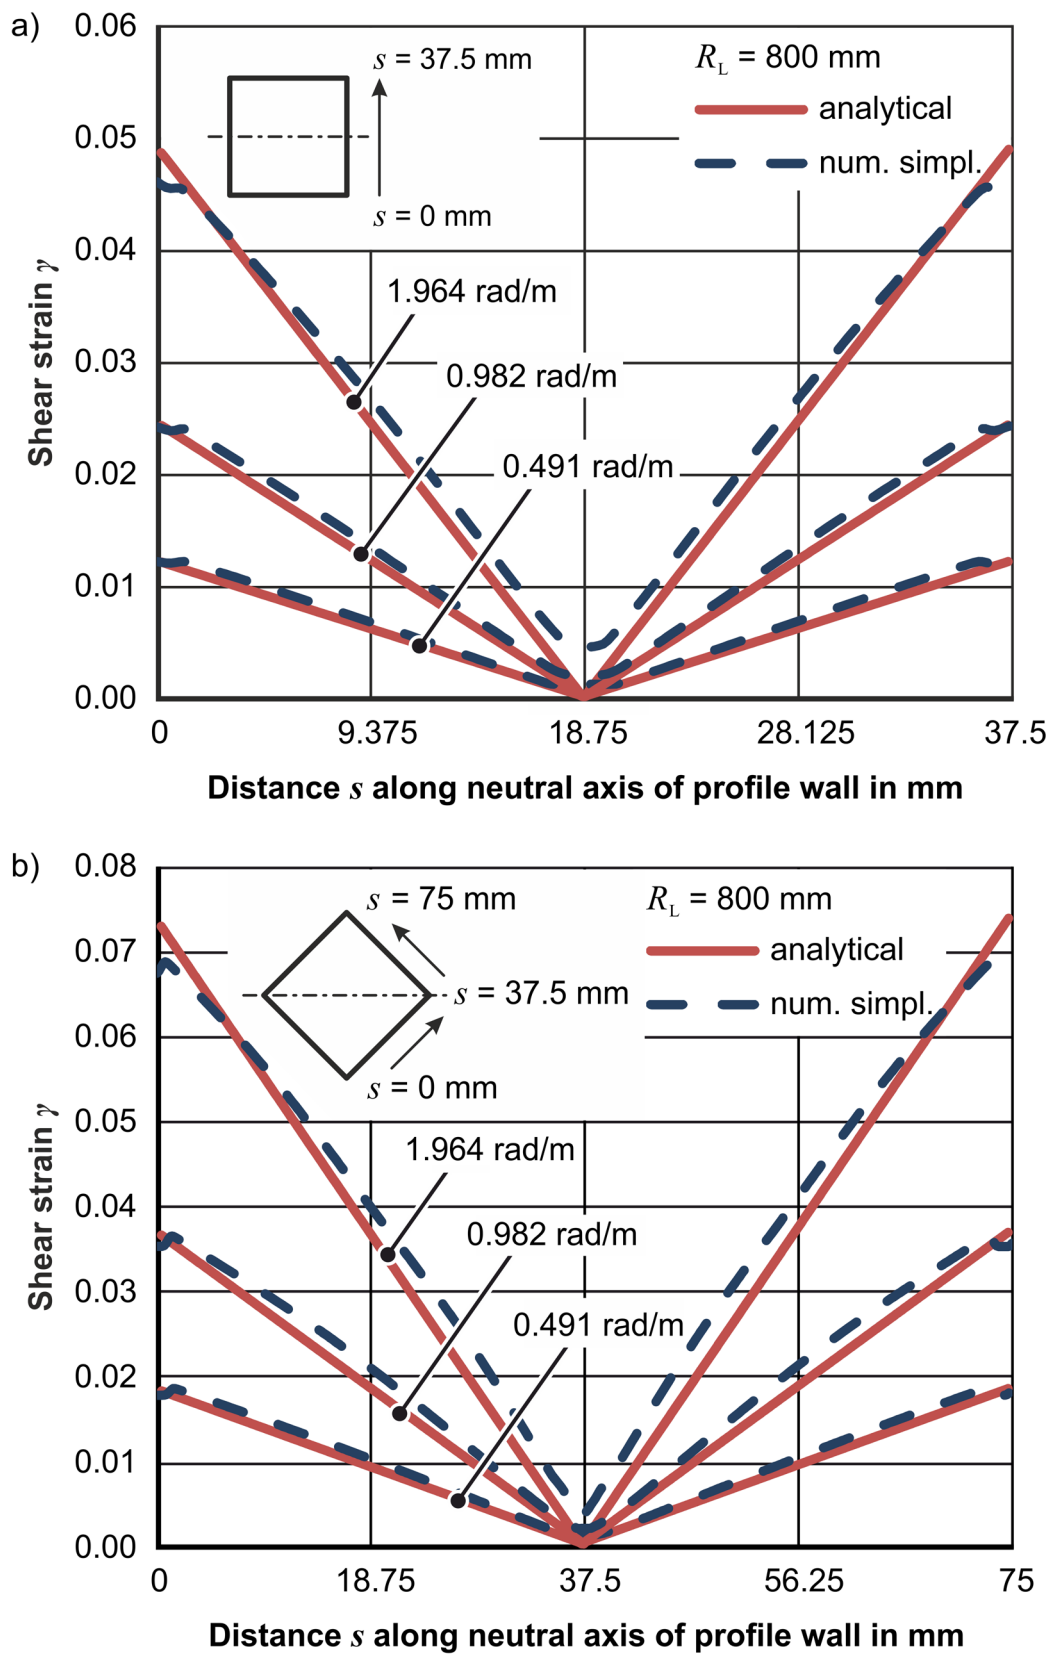 a)
0.06
0.05
0.04
0.03
0.02
0.01
0.00
Shear strain γ
s = 37.5 mm
s = 0 mm
R_L = 800 mm
analytical
num. simpl.
1.964 rad/m
0.982 rad/m
0.491 rad/m
0 9.375 18.75 28.125 37.5
Distance s along neutral axis of profile wall in mm
b)
0.08
0.07
0.06
0.05
0.04
0.03
0.02
0.01
0.00
Shear strain γ
s = 75 mm
s = 37.5 mm
s = 0 mm
R_L = 800 mm
analytical
num. simpl.
1.964 rad/m
0.982 rad/m
0.491 rad/m
0 18.75 37.5 56.25 75
Distance s along neutral axis of profile wall in mm